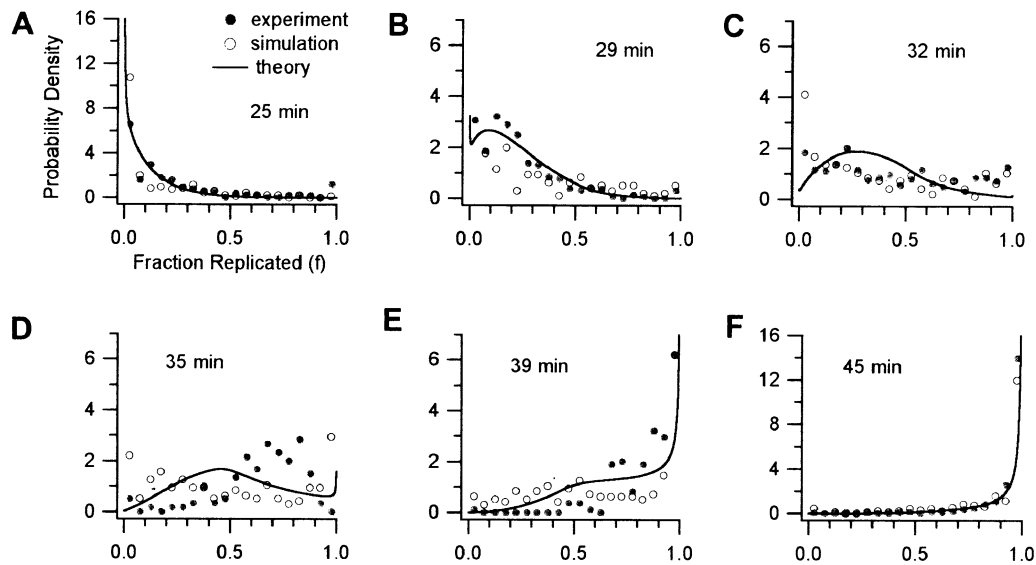 A
16
12
8
4
0
Probability Density
experiment
simulation
theory
25 min
0.0 0.5 1.0
Fraction Replicated (f)
B
6
4
2
0
29 min
0.0 0.5 1.0
C
6
4
2
0
32 min
0.0 0.5 1.0
D
6
4
2
0
35 min
0.0 0.5 1.0
E
6
4
2
0
39 min
0.0 0.5 1.0
F
16
12
8
4
0
45 min
0.0 0.5 1.0